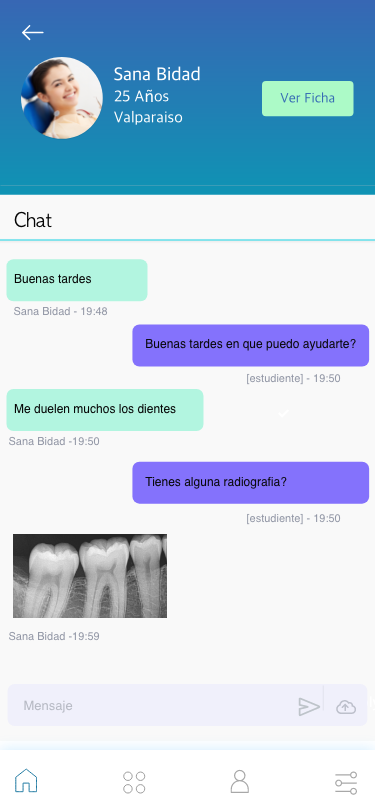 Sana Bidad
25 Años
Valparaiso
Ver Ficha
Chat
Buenas tardes
Sana Bidad - 19:48
Buenas tardes en que puedo ayudarte?
[estudiente] - 19:50
Me duelen muchos los dientes
Sana Bidad -19:50
Tienes alguna radiografia?
[estudiente] - 19:50
Sana Bidad -19:59
Mensaje